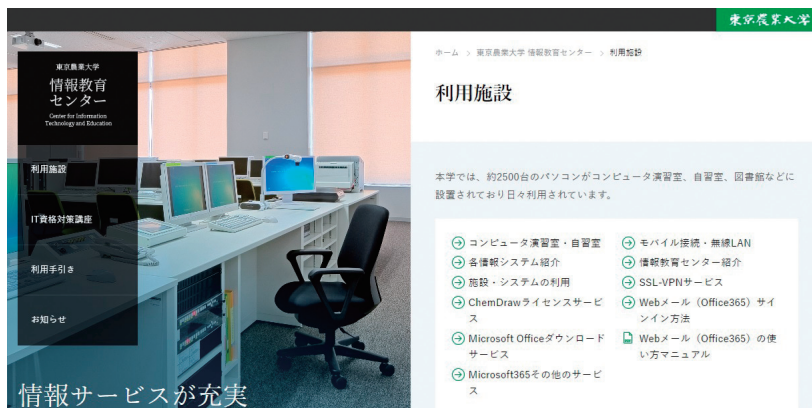 東京農業大学
ホーム > 東京農業大学 情報教育センター > 利用施設
東京農業大学
情報教育
センター
Center for Information
Technology and Education
利用施設
IT資格対策講座
利用手引き
お知らせ
情報サービスが充実
利用施設
本学では、約2500台のパソコンがコンピュータ演習室、自習室、図書館などに
設置されており日々利用されています。
コンピュータ演習室・自習室
各情報システム紹介
施設・システムの利用
ChemDrawライセンスサービ
ス
Microsoft Officeダウンロード
サービス
Microsoft365その他のサービ
ス
モバイル接続・無線LAN
情報教育センター紹介
SSL-VPNサービス
Webメール（Office365）サイ
ンイン方法
Webメール（Office365）の使
い方マニュアル